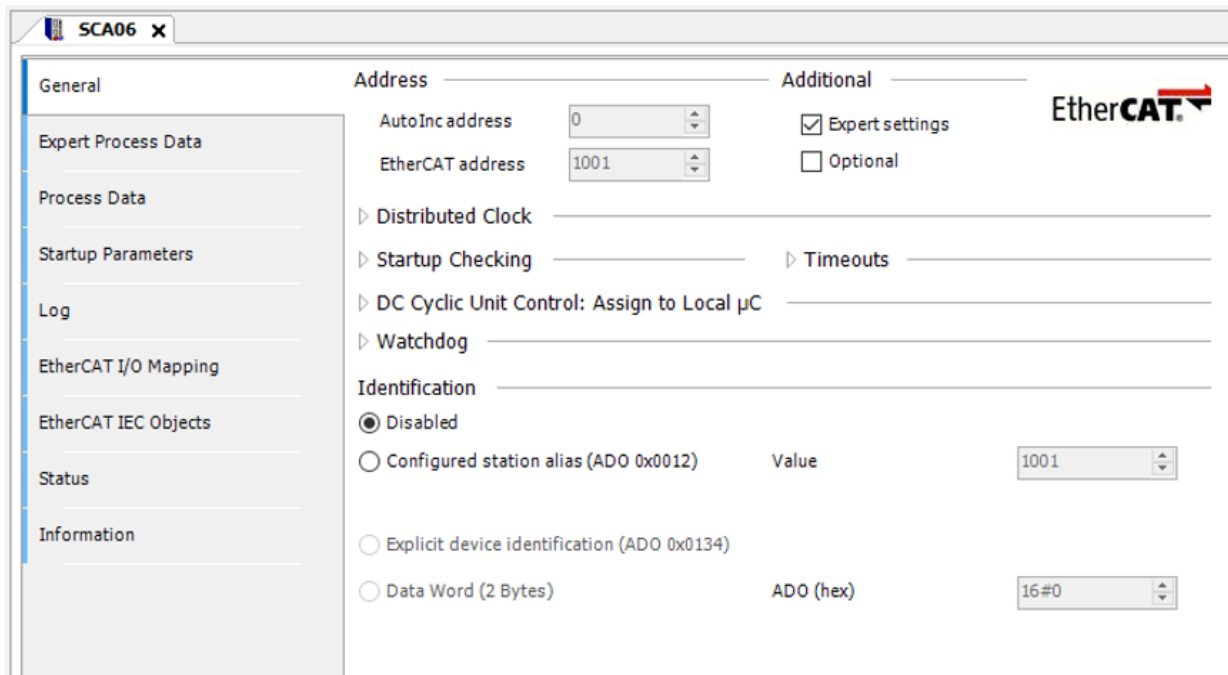 SCA06
General
Expert Process Data
Process Data
Startup Parameters
Log
EtherCAT I/O Mapping
EtherCAT IEC Objects
Status
Information
Address
AutoInc address 0
EtherCAT address 1001
Additional
Expert settings
Optional
EtherCAT.
Distributed Clock
Startup Checking
Timeouts
DC Cyclic Unit Control: Assign to Local µC
Watchdog
Identification
Disabled
Configured station alias (ADO 0x0012) Value 1001
Explicit device identification (ADO 0x0134)
Data Word (2 Bytes) ADO (hex) 16#0